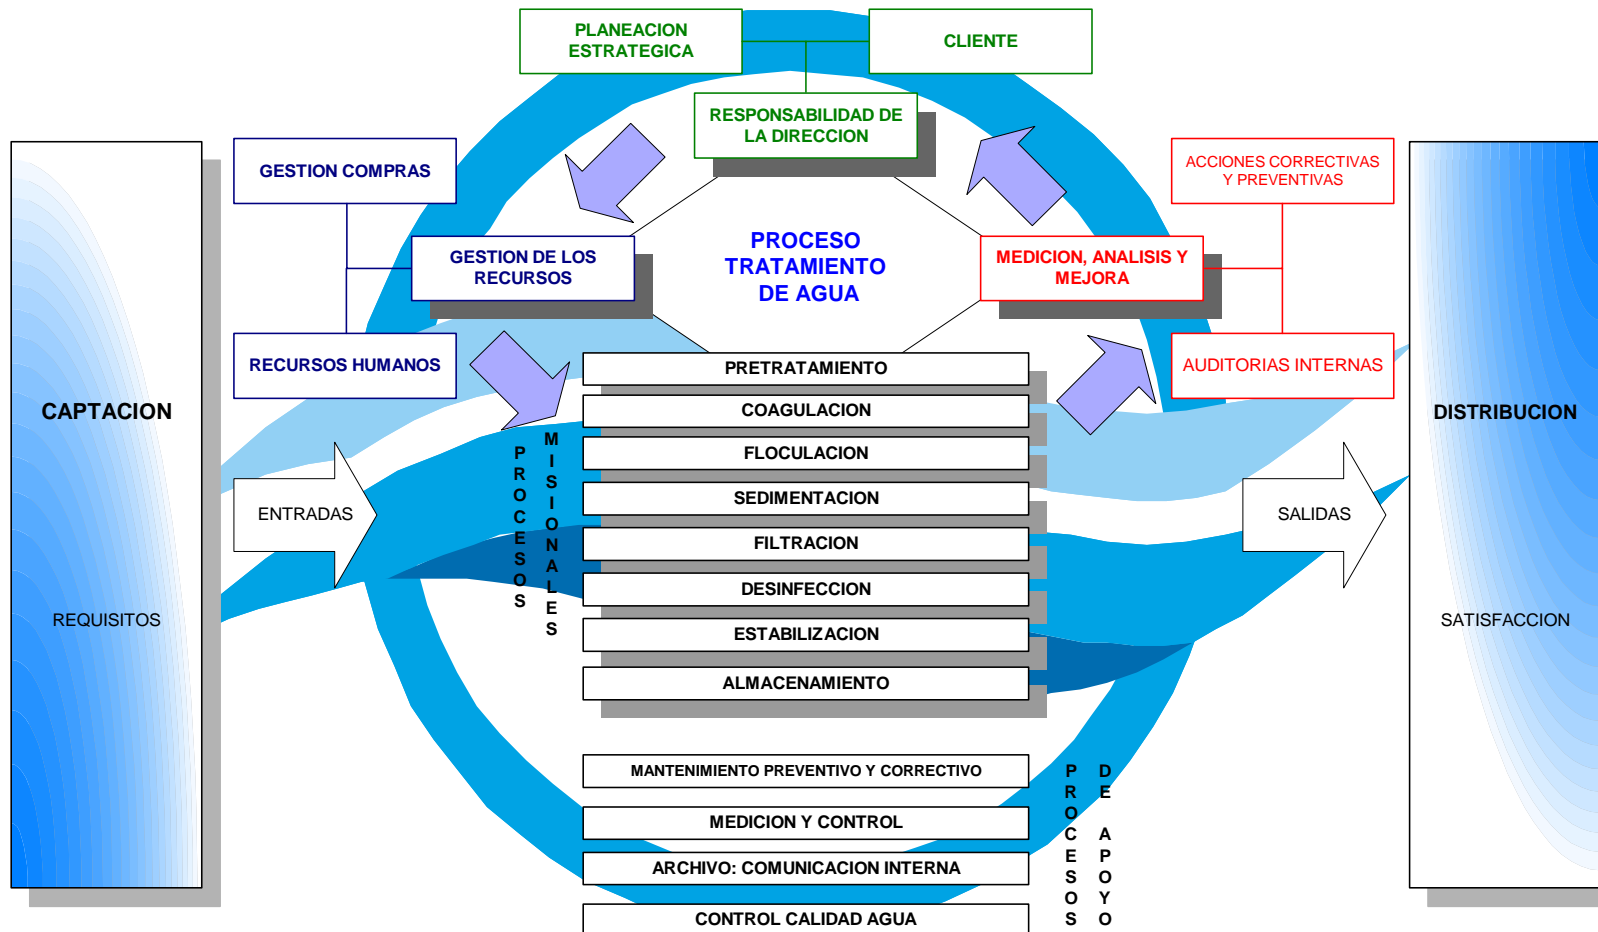 PLANEACION
ESTRATEGICA
CLIENTE
RESPONSABILIDAD DE
LA DIRECCION
GESTION COMPRAS
GESTION DE LOS
RECURSOS
RECURSOS HUMANOS
PROCESO
TRATAMIENTO
DE AGUA
MEDICION, ANALISIS Y
MEJORA
ACCIONES CORRECTIVAS
Y PREVENTIVAS
AUDITORIAS INTERNAS
CAPTACION
REQUISITOS
ENTRADAS
PROCESOS
MISIONALES
PRETRATAMIENTO
COAGULACION
FLOCULACION
SEDIMENTACION
FILTRACION
DESINFECCION
ESTABILIZACION
ALMACENAMIENTO
SALIDAS
DISTRIBUCION
SATISFACCION
MANTENIMIENTO PREVENTIVO Y CORRECTIVO
MEDICION Y CONTROL
ARCHIVO: COMUNICACION INTERNA
CONTROL CALIDAD AGUA
PROCESOS
DE APOYO